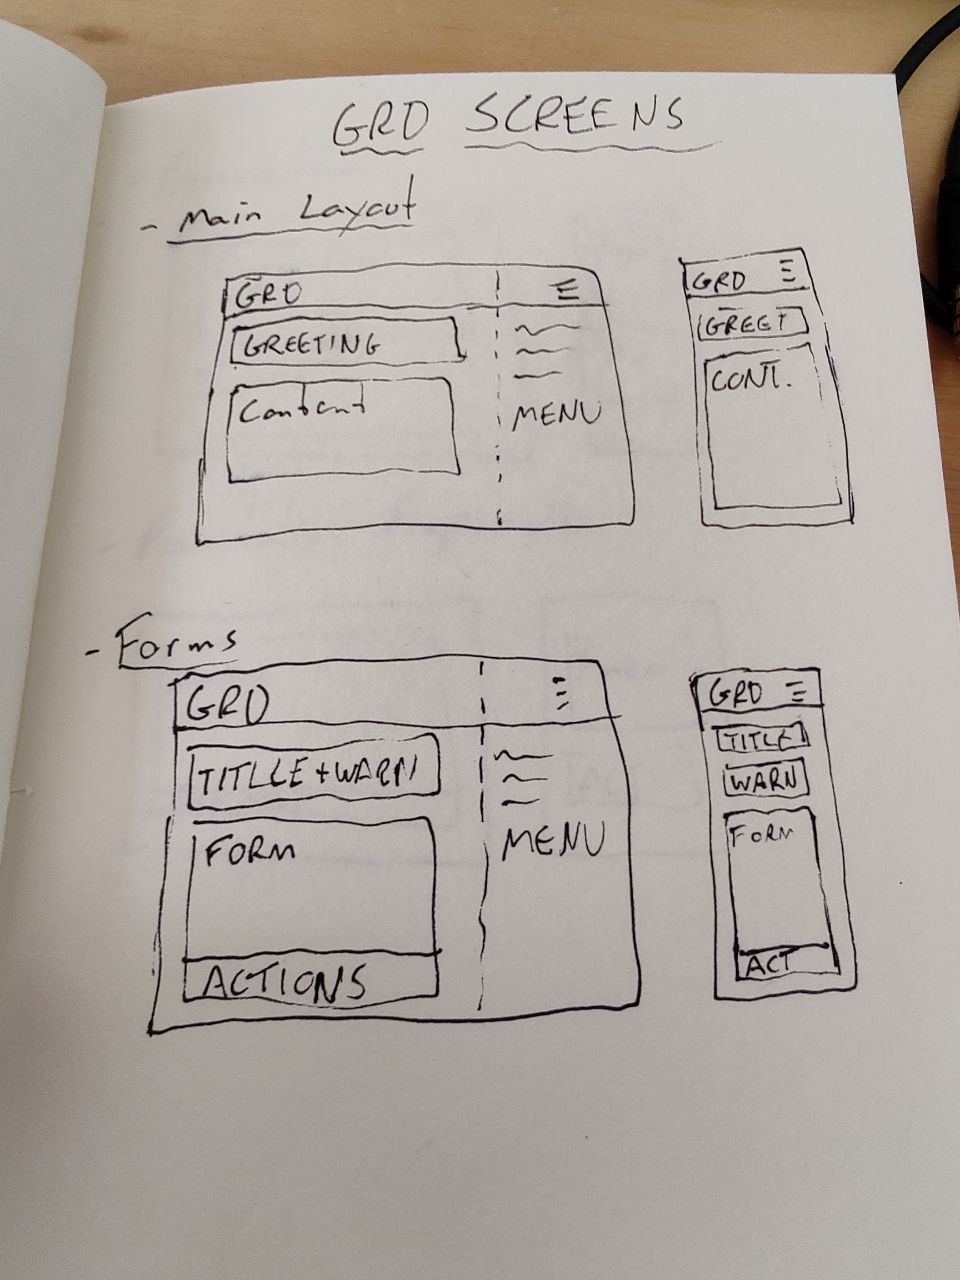 GRD SCREENS
- Main Layout
GRD
GREETING
Content
MENU
GRD
GREET
CONT.
- Forms
GRD
TITLLE + WARN
FORM
ACTIONS
MENU
GRD
TITLE
WARN
FORM
ACT